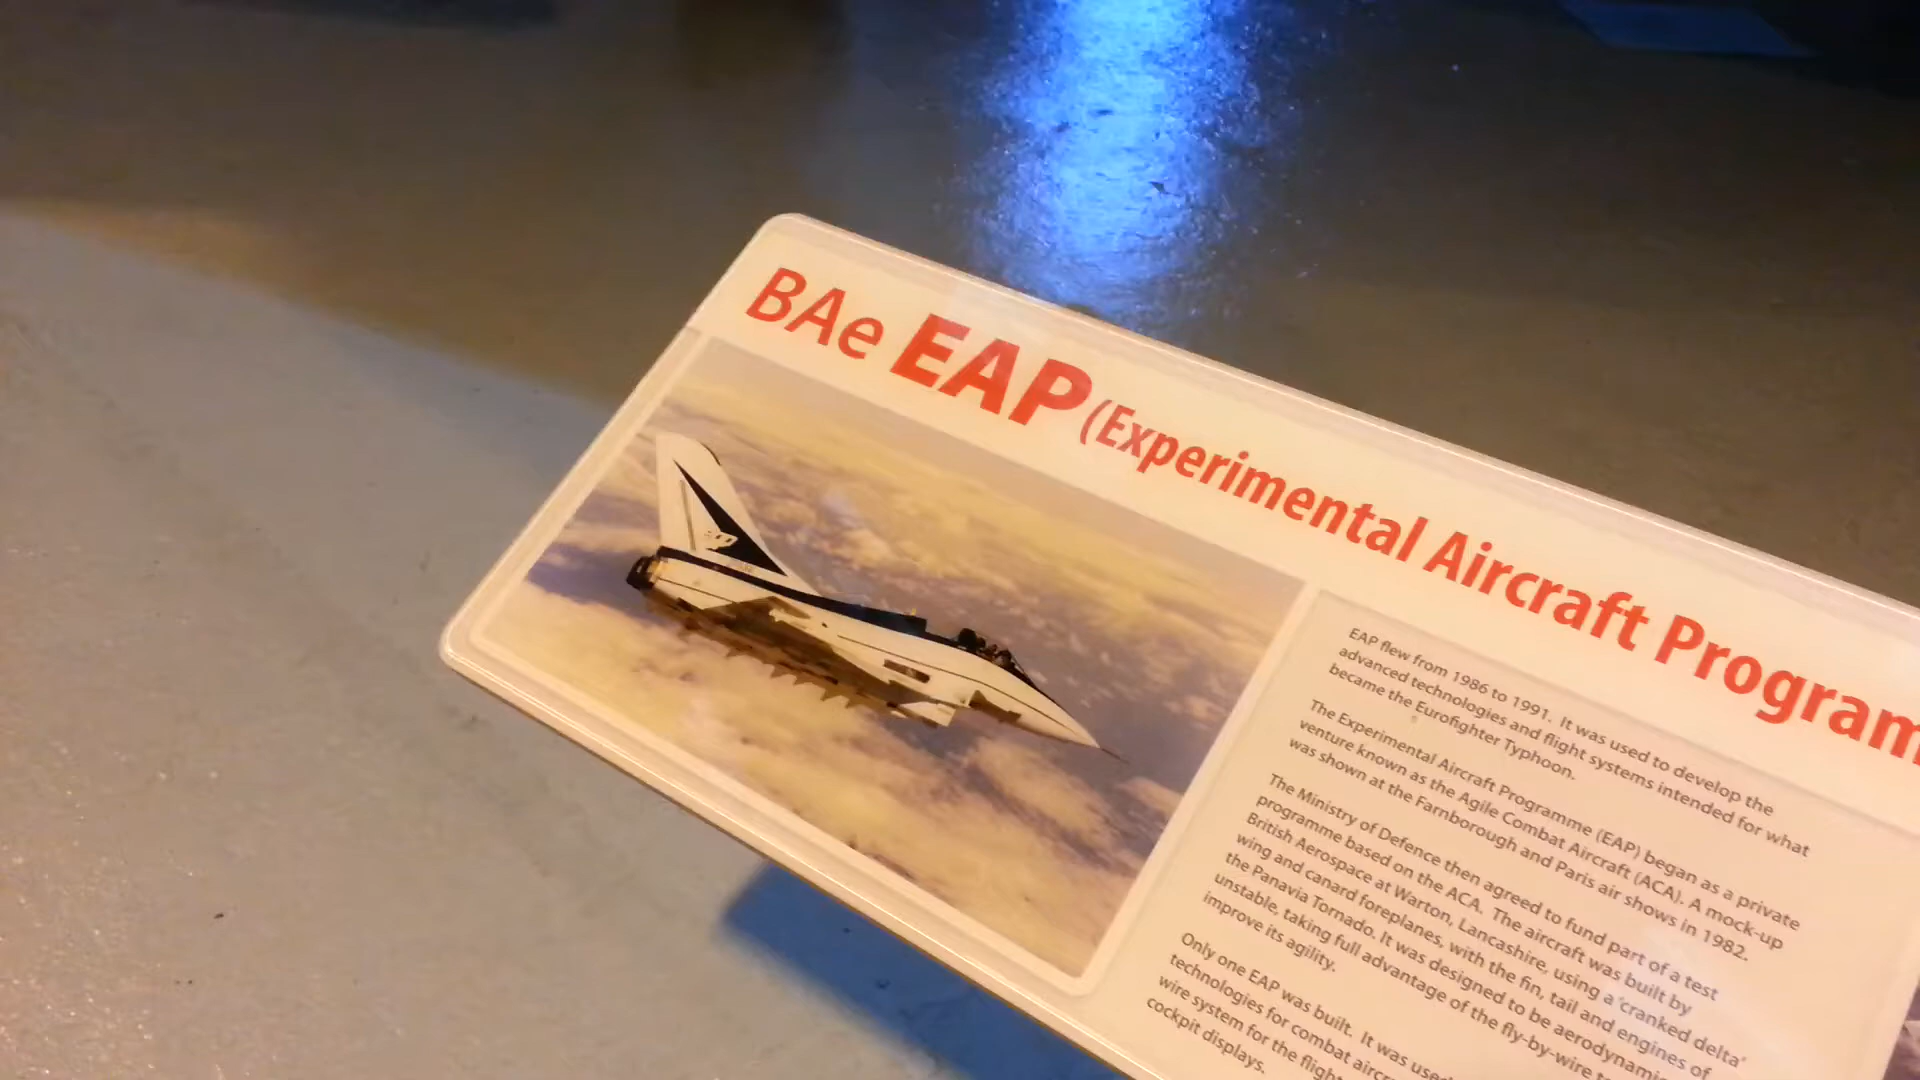 BAe EAP (Experimental Aircraft Program
EAP flew from 1986 to 1991. It was used to develop the
advanced technologies and flight systems intended for what
became the Eurofighter Typhoon.
The Experimental Aircraft Programme (EAP) began as a private
venture known as the Agile Combat Aircraft (ACA). A mock-up
was shown at the Farnborough and Paris air shows in 1982.
The Ministry of Defence then agreed to fund part of a test
programme based on the ACA. The aircraft was built by
British Aerospace at Warton, Lancashire, using a 'cranked delta'
wing and canard foreplanes, with the fin, tail and engines of
the Panavia Tornado. It was designed to be aerodynamic
unstable, taking full advantage of the fly-by-wire to
improve its agility.
Only one EAP was built. It was used
technologies for combat aircr
wire system for the flight
cockpit displays.